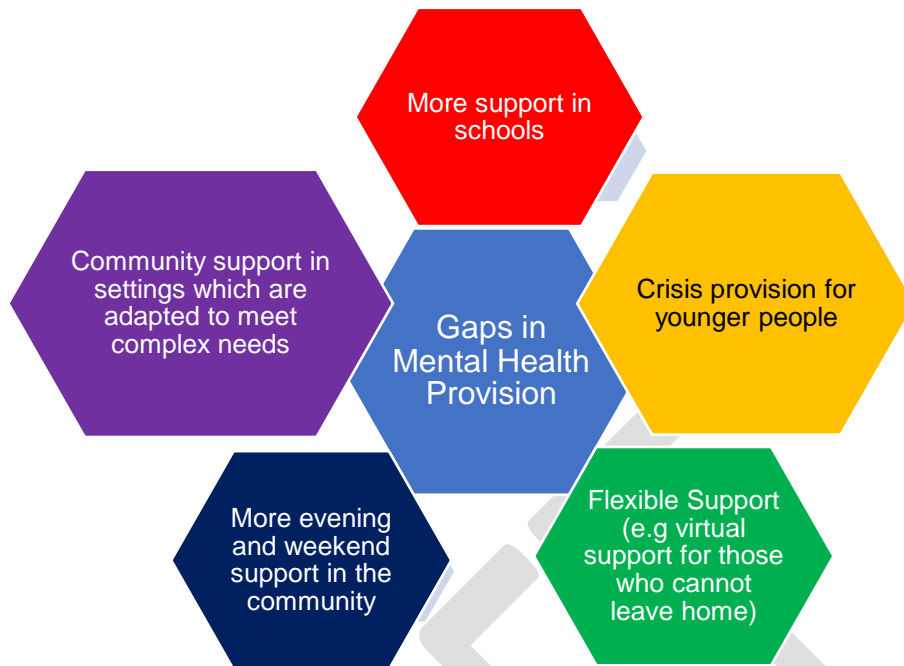 More support in
schools
Community support in
settings which are
adapted to meet
complex needs
Gaps in
Mental Health
Provision
Crisis provision for
younger people
More evening
and weekend
support in the
community
Flexible Support
(e.g virtual
support for those
who cannot
leave home)